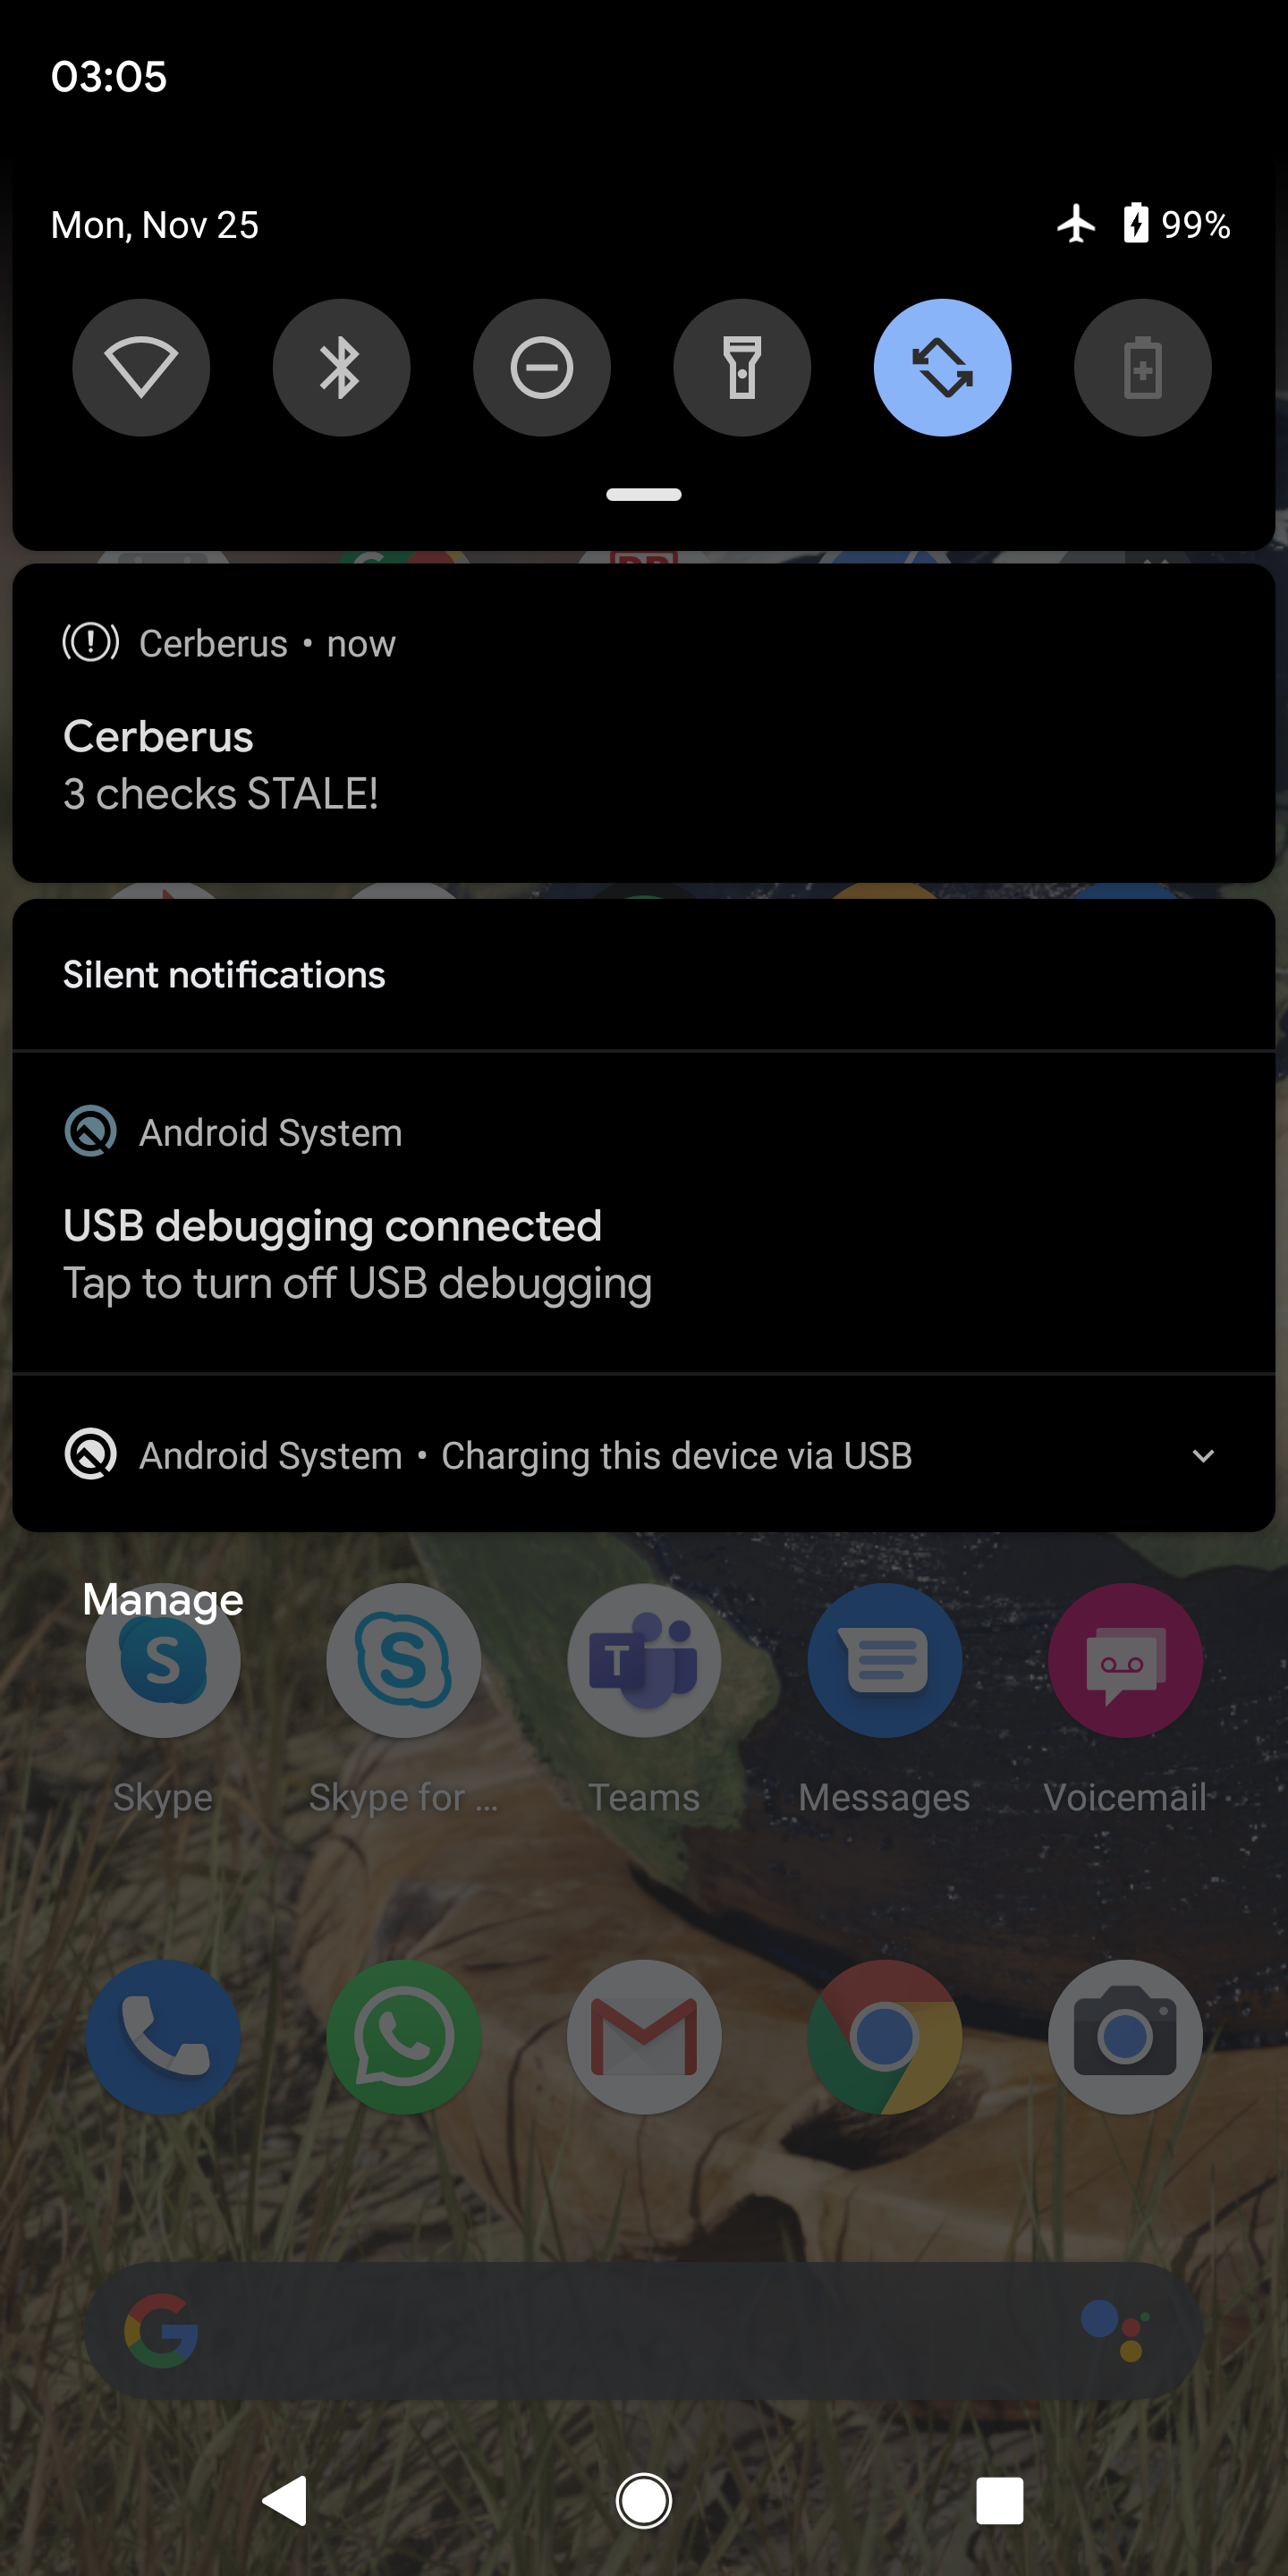 03:05
Mon, Nov 25
99%
Cerberus • now
Cerberus
3 checks STALE!
Silent notifications
Android System
USB debugging connected
Tap to turn off USB debugging
Android System • Charging this device via USB
Manage
Skype
Skype for ...
Teams
Messages
Voicemail